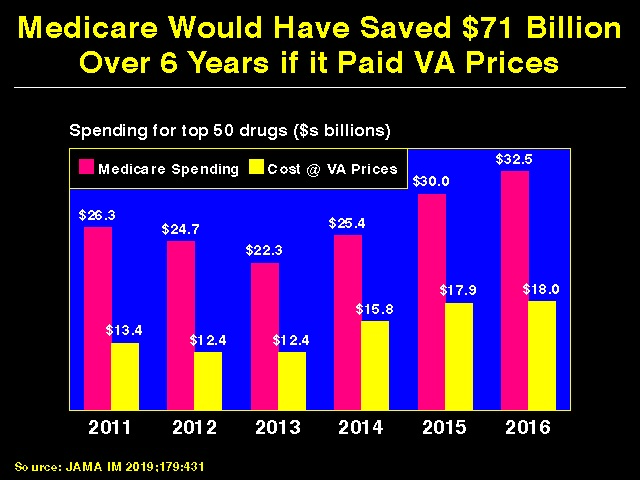 Medicare Would Have Saved $71 Billion
Over 6 Years if it Paid VA Prices
Spending for top 50 drugs ($s billions)
Medicare Spending Cost @ VA Prices
$26.3
$13.4
$24.7
$12.4
$22.3
$12.4
$25.4
$15.8
$30.0
$17.9
$32.5
$18.0
2011 2012 2013 2014 2015 2016
Source: JAMA IM 2019;179:431